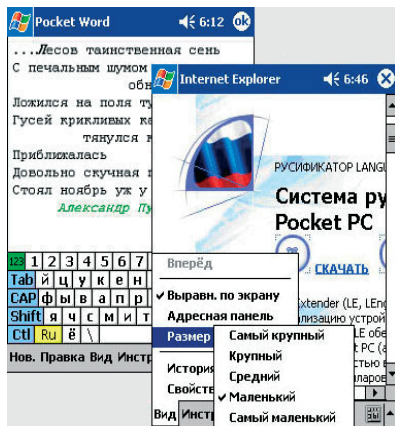 Pocket Word 6:12 ok
...Лесов таинственная сень
С печальным шумом
обн
Ложился на поля ту
Гусей крикливых ка
тянулся к
Приближалась
Довольно скучная п
Стоял ноябрь уж у
Александр Пу
123 1 2 3 4 5 6 7
Tab й ц у к е н
CAP ф ы в а п р
Shift я ч с м и т
Ctl Ru ё \
Нов. Правка Вид Инстр
Internet Explorer 6:46
РУСИФИКАТОР LANGU
Система ру
Pocket PC
СКАЧАТЬ
Extender (LE, LEng
лизацию устрой
LE обе
t PC (а
стью в
ларов
Вперёд
Выравн. по экрану
Адресная панель
Размер
История
Свойств
Самый крупный
Крупный
Средний
Маленький
Самый маленький
Вид Инстр